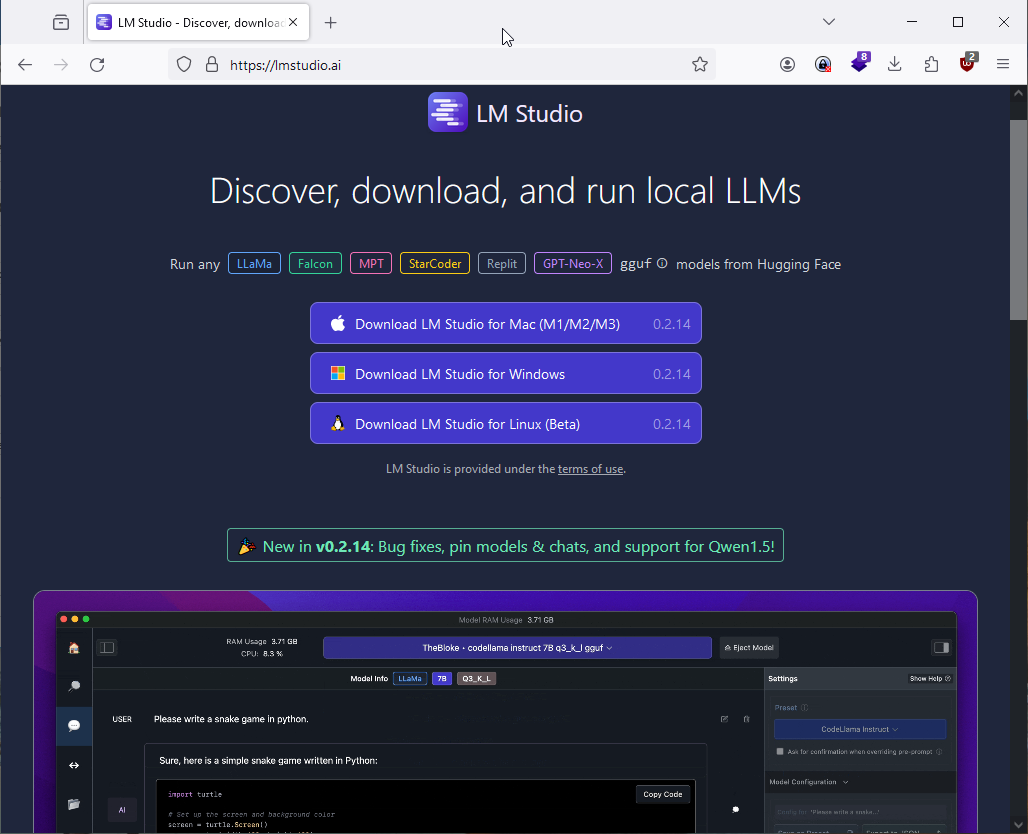 LM Studio - Discover, downloa
https://lmstudio.ai
8
2
LM Studio
Discover, download, and run local LLMs
Run any LLaMa Falcon MPT StarCoder Replit GPT-Neo-X gguf models from Hugging Face
Download LM Studio for Mac (M1/M2/M3) 0.2.14
Download LM Studio for Windows 0.2.14
Download LM Studio for Linux (Beta) 0.2.14
LM Studio is provided under the terms of use.
New in v0.2.14: Bug fixes, pin models & chats, and support for Qwen1.5!
Model RAM Usage 3.71 GB
RAM Usage 3.71 GB
CPU: 8.3 %
TheBloke • codellama instruct 7B q3_k_l gguf
Eject Model
Model Info LLaMa 7B Q3_K_L
Settings Show Help
Preset
CodeLlama Instruct
Ask for confirmation when overriding pre-prompt
Model Configuration
USER Please write a snake game in python.
Sure, here is a simple snake game written in Python:
AI
import turtle
Copy Code
# Set up the screen and background color
screen = turtle.Screen()
Config for "Please write a snake..."